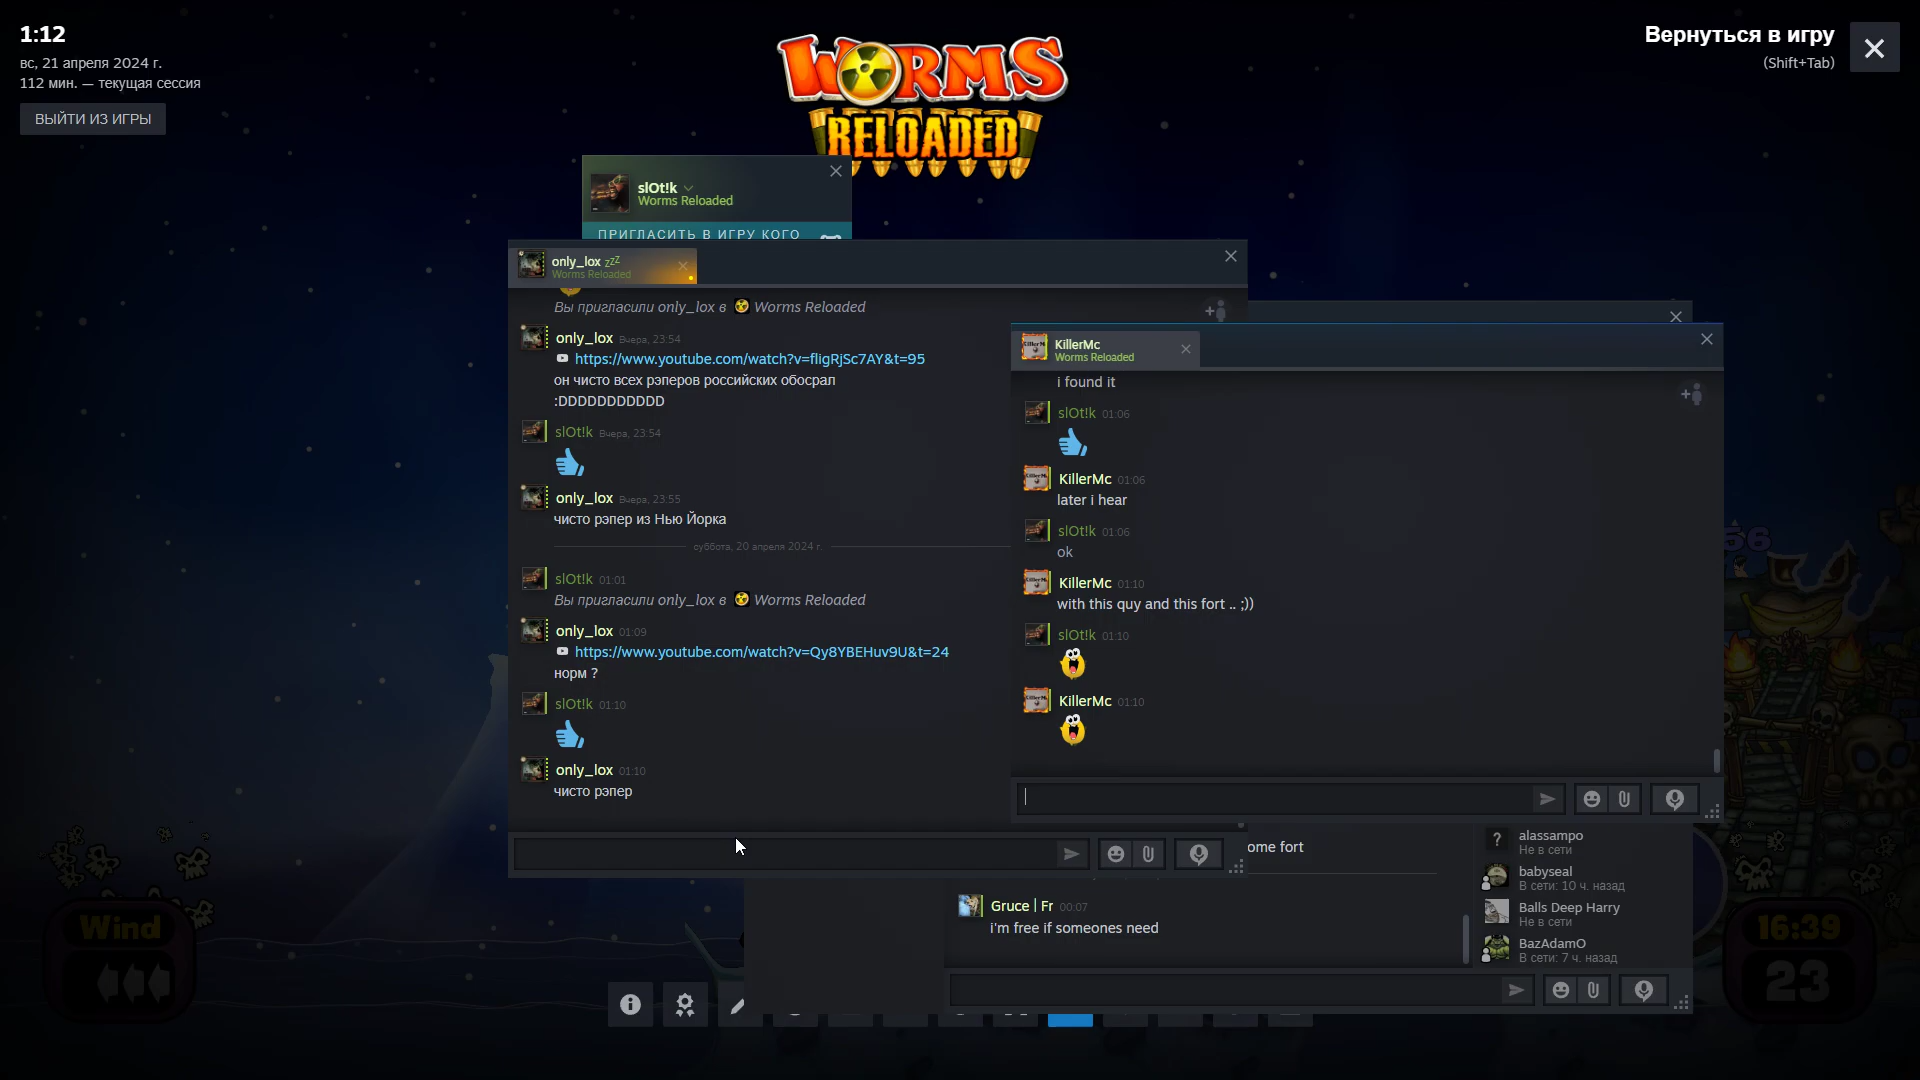 1:12
вс, 21 апреля 2024 г.
112 мин. — текущая сессия
ВЫЙТИ ИЗ ИГРЫ
WORMS
RELOADED
Вернуться в игру
(Shift+Tab)
slOt!k
Worms Reloaded
ПРИГЛАСИТЬ В ИГРУ КОГО
only_lox zzZ
Worms Reloaded
Вы пригласили only_lox в Worms Reloaded
only_lox Вчера, 23:54
https://www.youtube.com/watch?v=fligRjSc7AY&t=95
он чисто всех рэперов российских обосрал
:DDDDDDDDDDD
slOt!k Вчера, 23:54
only_lox Вчера, 23:55
чисто рэпер из Нью Йорка
суббота, 20 апреля 2024 г.
slOt!k 01:01
Вы пригласили only_lox в Worms Reloaded
only_lox 01:09
https://www.youtube.com/watch?v=Qy8YBEHuv9U&t=24
норм ?
slOt!k 01:10
only_lox 01:10
чисто рэпер
KillerMc
Worms Reloaded
i found it
slOt!k 01:06
KillerMc 01:06
later i hear
slOt!k 01:06
ok
KillerMc 01:10
with this quy and this fort .. ;))
slOt!k 01:10
KillerMc 01:10
ome fort
Gruce | Fr 00:07
i'm free if someones need
alassampo
Не в сети
babyseal
В сети: 10 ч. назад
Balls Deep Harry
Не в сети
BazAdamO
В сети: 7 ч. назад
Wind
16:39
23